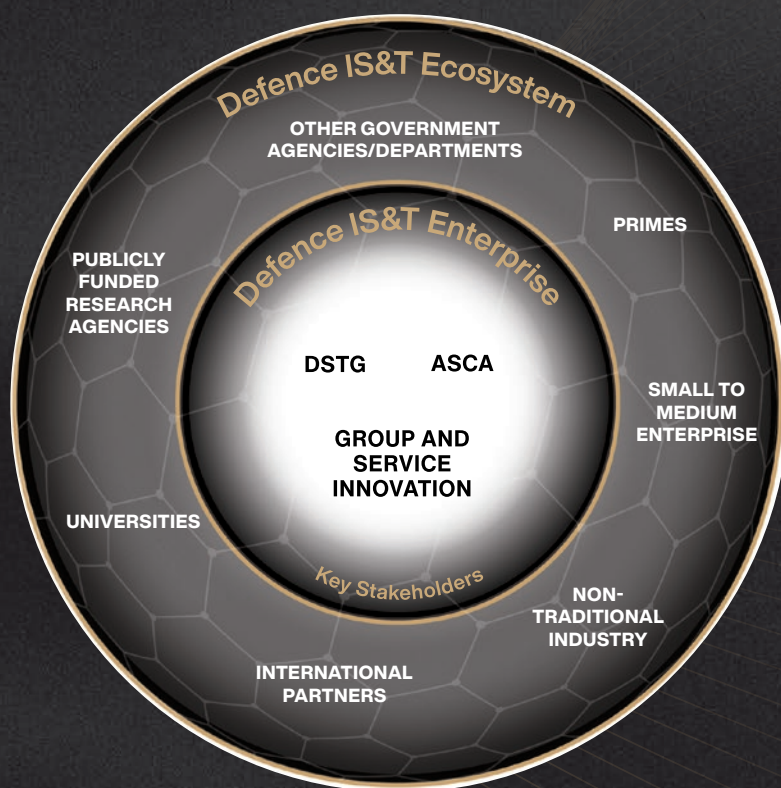 Defence IS&T Ecosystem
OTHER GOVERNMENT
AGENCIES/DEPARTMENTS
PRIMES
PUBLICLY
FUNDED
RESEARCH
AGENCIES
SMALL TO
MEDIUM
ENTERPRISE
UNIVERSITIES
NON-
TRADITIONAL
INDUSTRY
INTERNATIONAL
PARTNERS
Defence IS&T Enterprise
DSTG
ASCA
GROUP AND
SERVICE
INNOVATION
Key Stakeholders